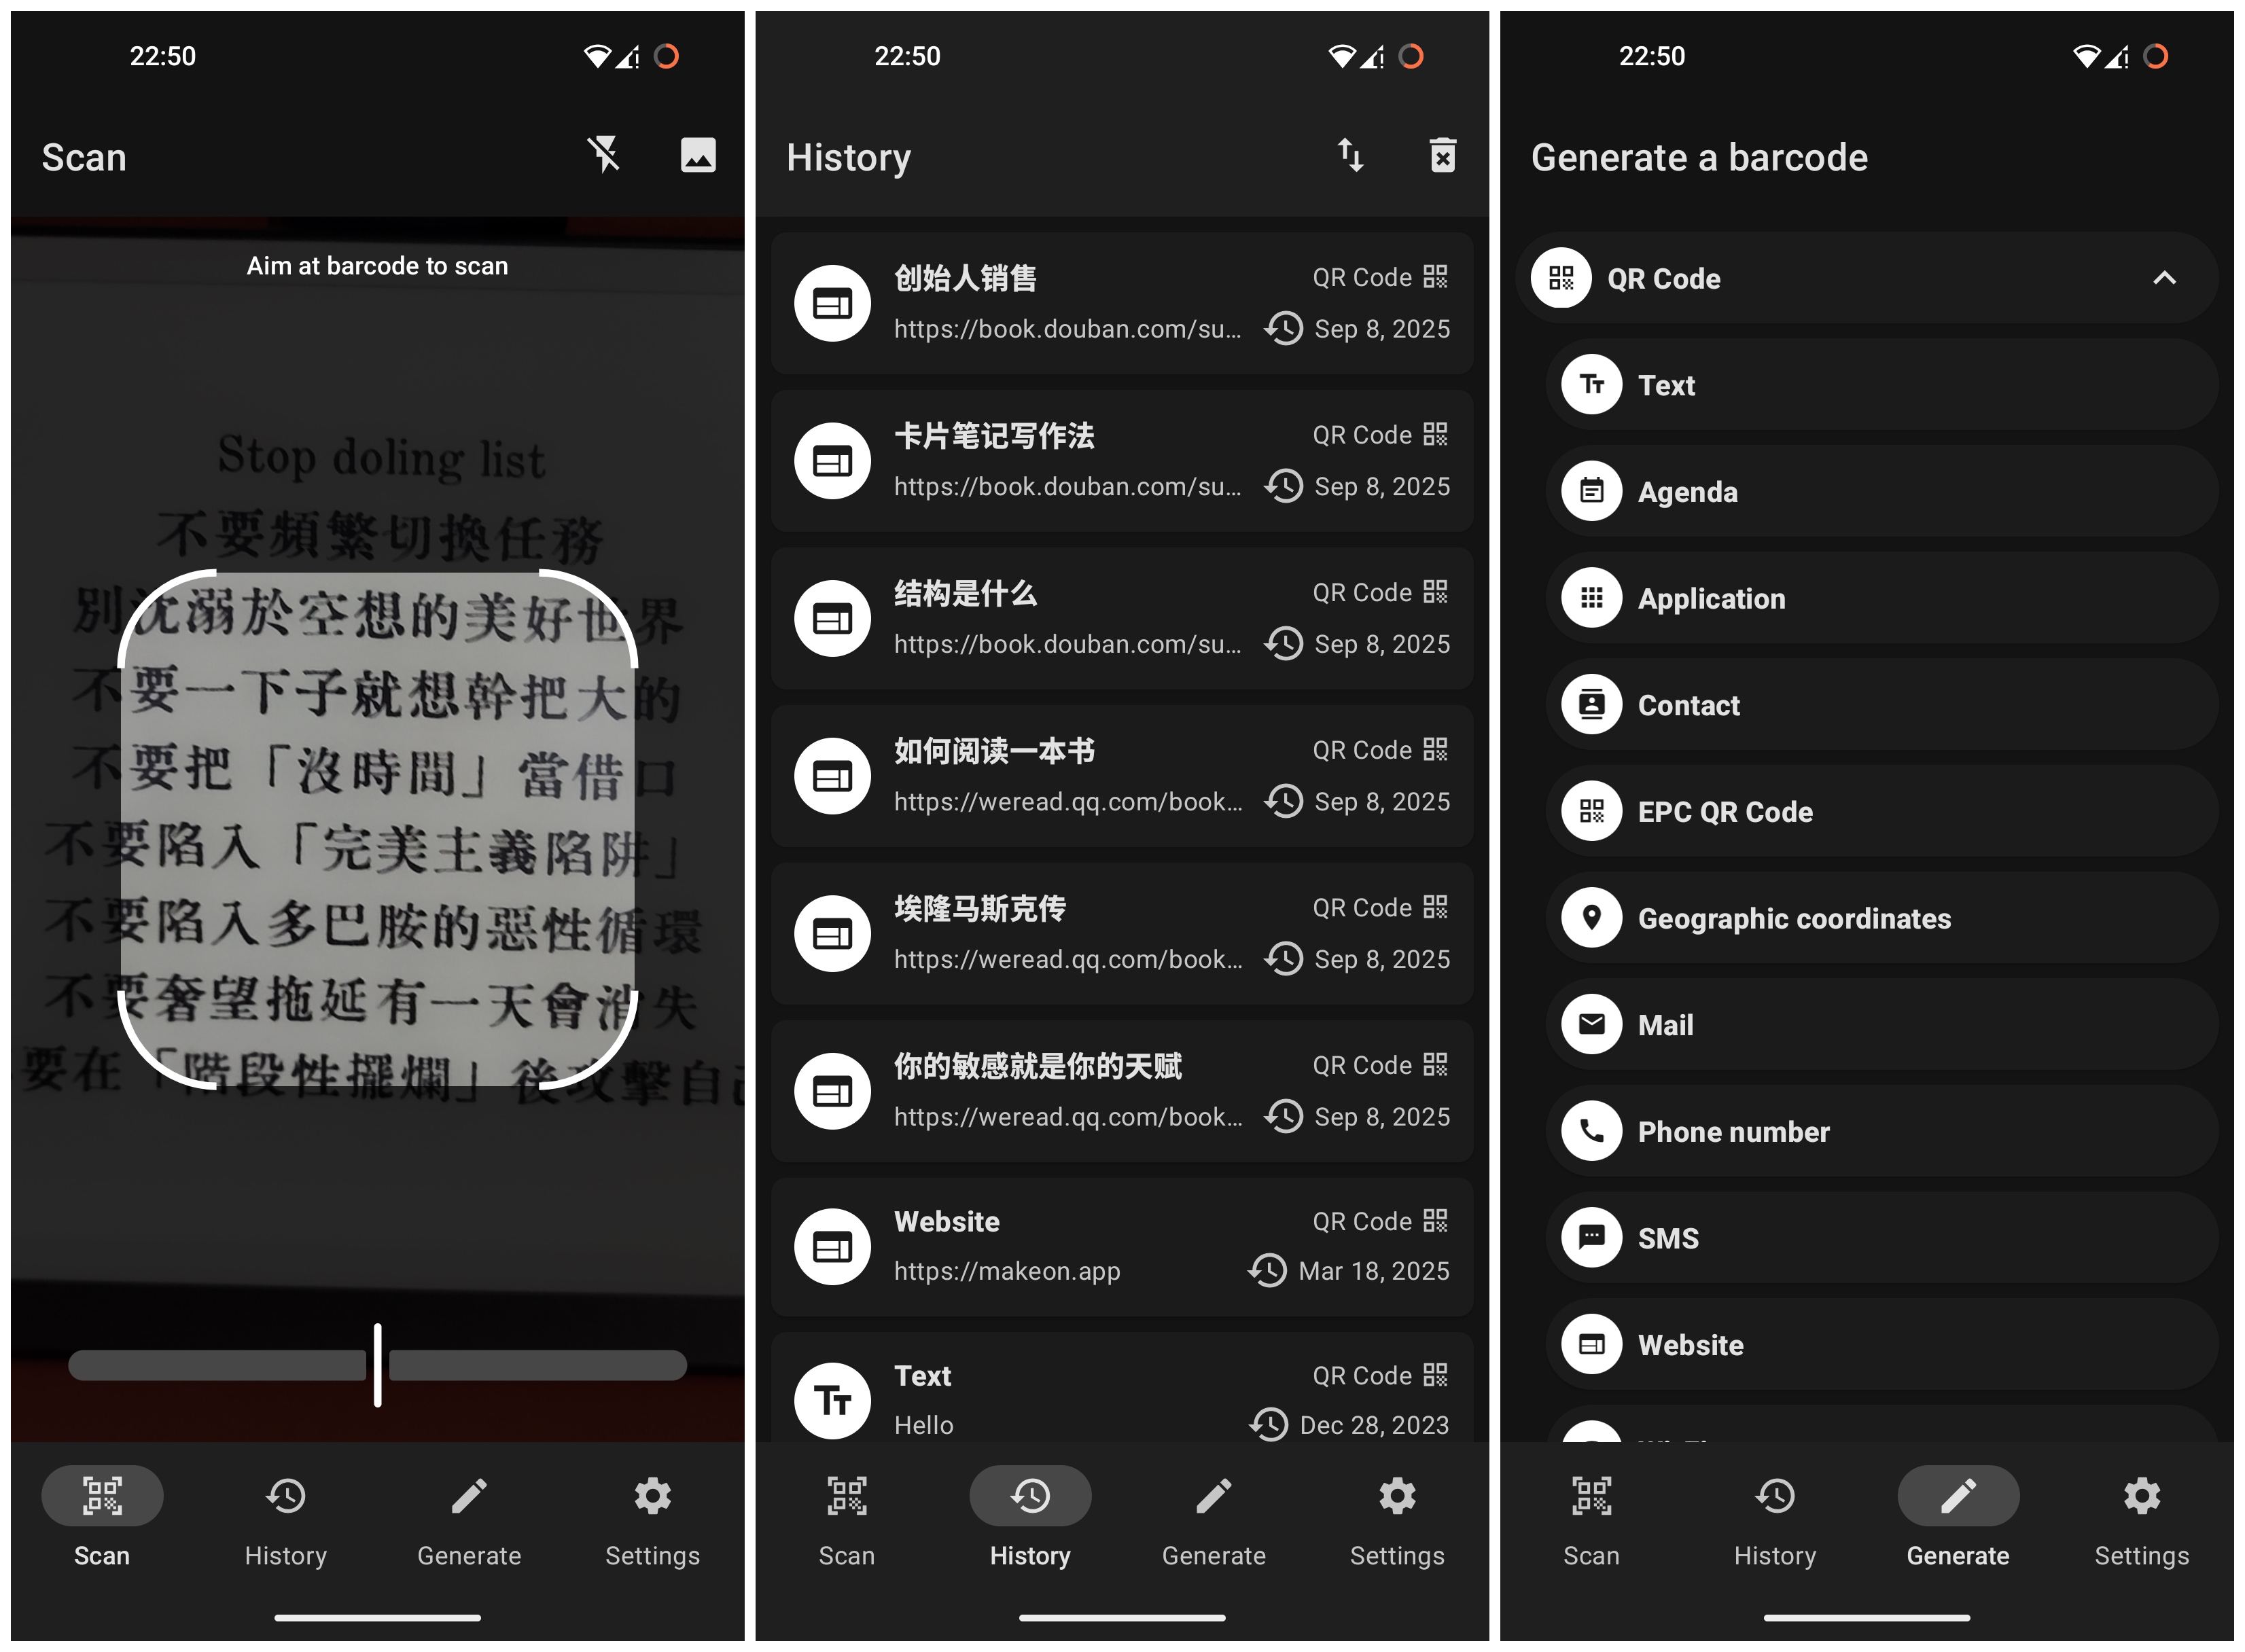 22:50
Scan
Aim at barcode to scan
Stop doling list
不要頻繁切換任務
別沈溺於空想的美好世界
不要一下子就想幹把大的
不要把「沒時間」當借口
不要陷入「完美主義陷阱」
不要陷入多巴胺的惡性循環
不要奢望拖延有一天會消失
要在「階段性擺爛」後攻擊自己
Scan
History
Generate
Settings
22:50
History
创始人销售
QR Code
https://book.douban.com/su...
Sep 8, 2025
卡片笔记写作法
QR Code
https://book.douban.com/su...
Sep 8, 2025
结构是什么
QR Code
https://book.douban.com/su...
Sep 8, 2025
如何阅读一本书
QR Code
https://weread.qq.com/book...
Sep 8, 2025
埃隆马斯克传
QR Code
https://weread.qq.com/book...
Sep 8, 2025
你的敏感就是你的天赋
QR Code
https://weread.qq.com/book...
Sep 8, 2025
Website
QR Code
https://makeon.app
Mar 18, 2025
Text
QR Code
Hello
Dec 28, 2023
Scan
History
Generate
Settings
22:50
Generate a barcode
QR Code
Text
Agenda
Application
Contact
EPC QR Code
Geographic coordinates
Mail
Phone number
SMS
Website
Scan
History
Generate
Settings